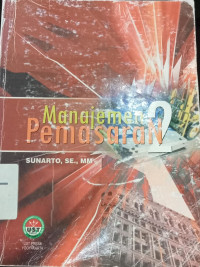 Manajemen
Pemasaran 2
SUNARTO, SE., MM
UST